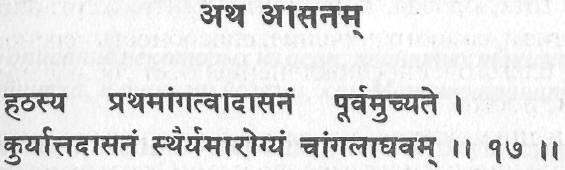 अथ आसनम्
हठस्य प्रथमांगत्वादासनं पूर्वमुच्यते ।
कुर्यात्तदासनं स्थैर्यमारोग्यं चांगलाघवम् ।। १७ ।।